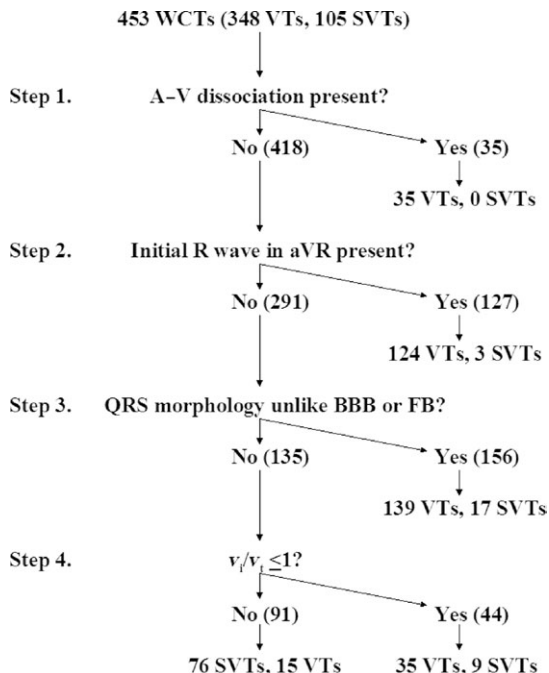 453 WCTs (348 VTs, 105 SVTs)
Step 1. A–V dissociation present?
No (418) Yes (35)
35 VTs, 0 SVTs
Step 2. Initial R wave in aVR present?
No (291) Yes (127)
124 VTs, 3 SVTs
Step 3. QRS morphology unlike BBB or FB?
No (135) Yes (156)
139 VTs, 17 SVTs
Step 4. vᵢ/vₜ ≤1?
No (91) Yes (44)
76 SVTs, 15 VTs 35 VTs, 9 SVTs